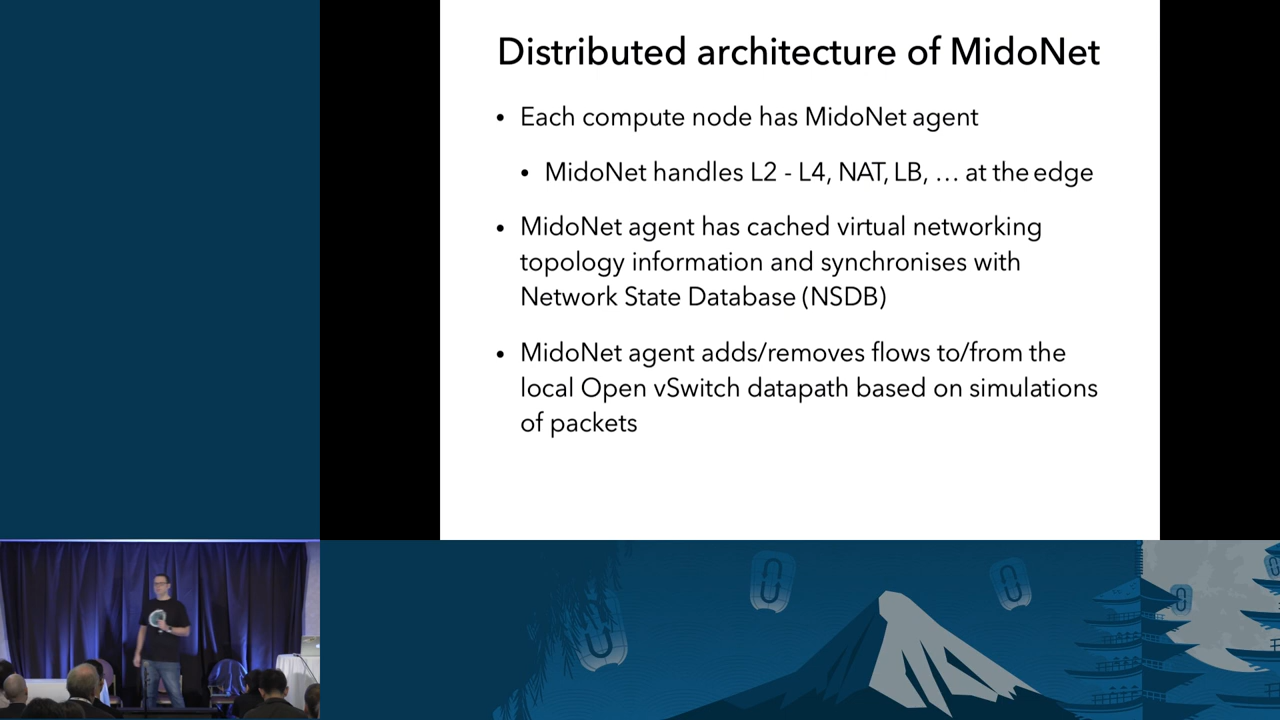 Distributed architecture of MidoNet
• Each compute node has MidoNet agent
• MidoNet handles L2 - L4, NAT, LB, … at the edge
• MidoNet agent has cached virtual networking
topology information and synchronises with
Network State Database (NSDB)
• MidoNet agent adds/removes flows to/from the
local Open vSwitch datapath based on simulations
of packets